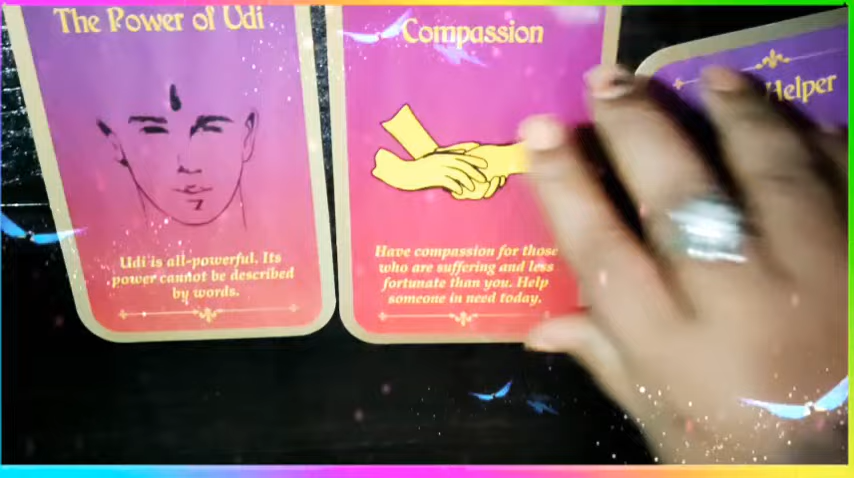 The Power of Udi
Udi is all-powerful. Its
power cannot be described
by words.
Compassion
Have compassion for those
who are suffering and less
fortunate than you. Help
someone in need today.
Helper